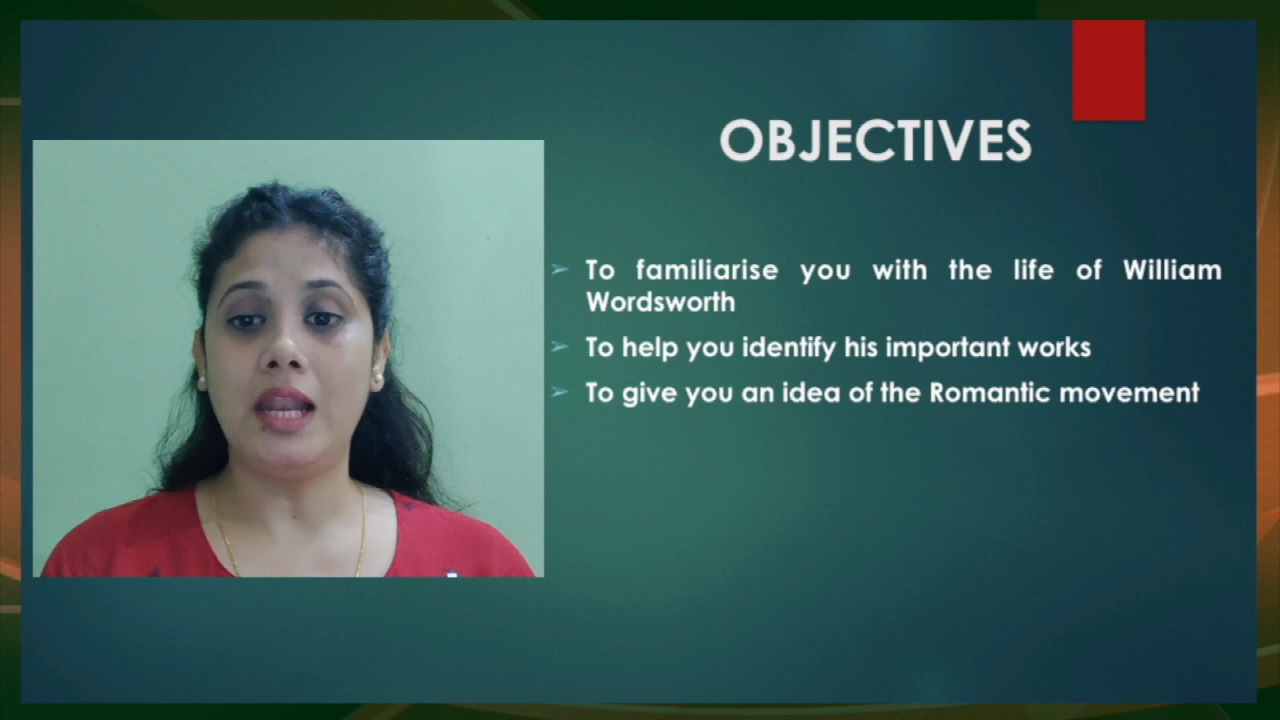 OBJECTIVES
To familiarise you with the life of William
Wordsworth
To help you identify his important works
To give you an idea of the Romantic movement